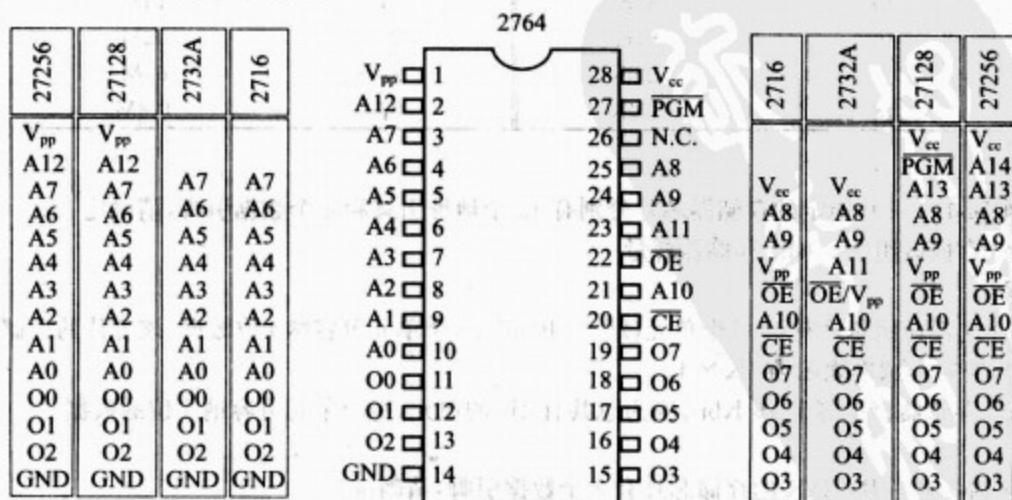 2764
27256 27128 2732A 2716
Vpp Vpp
A12 A12
A7 A7 A7 A7
A6 A6 A6 A6
A5 A5 A5 A5
A4 A4 A4 A4
A3 A3 A3 A3
A2 A2 A2 A2
A1 A1 A1 A1
A0 A0 A0 A0
O0 O0 O0 O0
O1 O1 O1 O1
O2 O2 O2 O2
GND GND GND GND
Vpp 1 28 Vcc
A12 2 27 PGM
A7 3 26 N.C.
A6 4 25 A8
A5 5 24 A9
A4 6 23 A11
A3 7 22 OE
A2 8 21 A10
A1 9 20 CE
A0 10 19 O7
O0 11 18 O6
O1 12 17 O5
O2 13 16 O4
GND 14 15 O3
2716 2732A 27128 27256
Vcc Vcc
PGM A14
Vcc Vcc A13 A13
A8 A8 A8 A8
A9 A9 A9 A9
Vpp A11 Vpp Vpp
OE OE/Vpp OE OE
A10 A10 A10 A10
CE CE CE CE
O7 O7 O7 O7
O6 O6 O6 O6
O5 O5 O5 O5
O4 O4 O4 O4
O3 O3 O3 O3